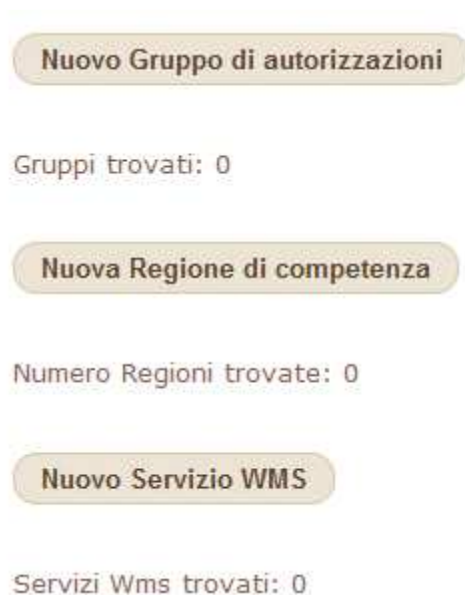 Nuovo Gruppo di autorizzazioni
Gruppi trovati: 0
Nuova Regione di competenza
Numero Regioni trovate: 0
Nuovo Servizio WMS
Servizi Wms trovati: 0